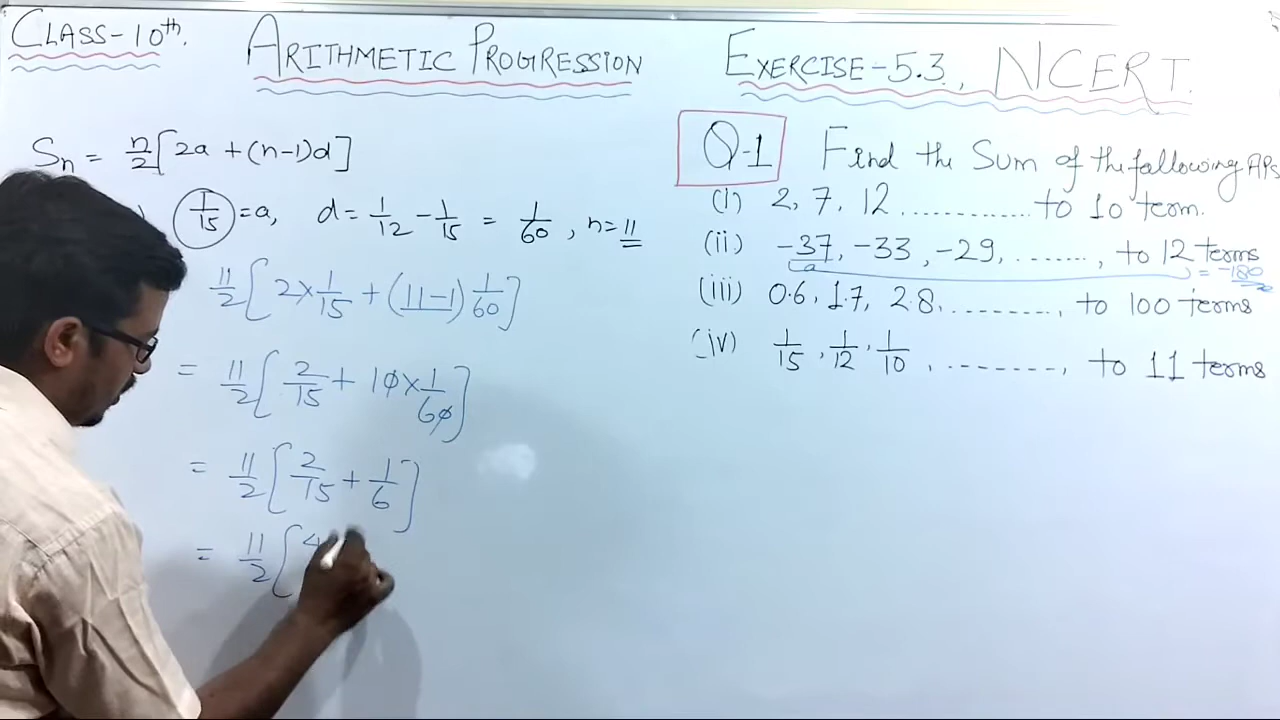 CLASS-10th.
ARITHMETIC PROGRESSION
EXERCISE-5.3, NCERT.
Sn = n/2[2a + (n-1)d]
1/15 = a, d = 1/12 - 1/15 = 1/60, n = 11
11/2[2×1/15 + (11-1)1/60]
= 11/2[2/15 + 10×1/60]
= 11/2[2/15 + 1/6]
= 11/2[4
Q-1 Find the Sum of the following APs
(i) 2, 7, 12 ............. to 10 term.
(ii) -37, -33, -29, ........, to 12 terms
a = -180
(iii) 0.6, 1.7, 2.8, .........., to 100 terms
(iv) 1/15, 1/12, 1/10, ........, to 11 terms